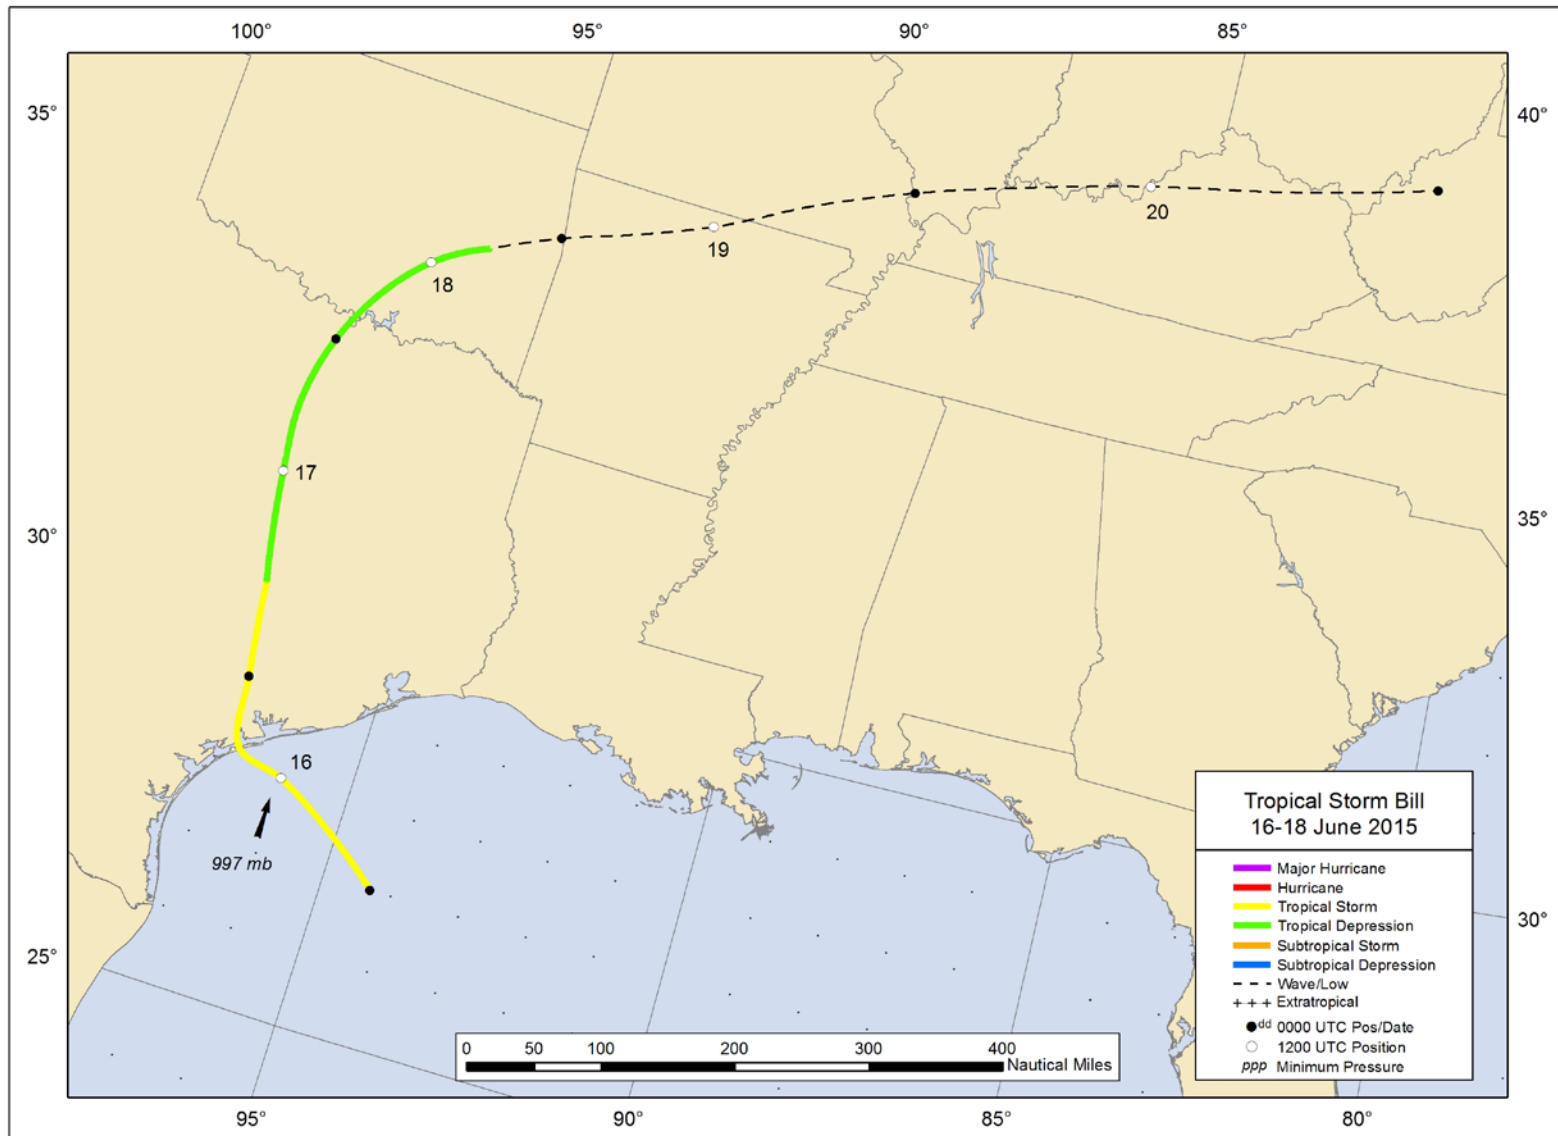 100° 95° 90° 85°
35° 40°
20
19
18
17
30° 35°
16
997 mb
25° 30°
Tropical Storm Bill
16-18 June 2015
Major Hurricane
Hurricane
Tropical Storm
Tropical Depression
Subtropical Storm
Subtropical Depression
Wave/Low
+++ Extratropical
dd 0000 UTC Pos/Date
1200 UTC Position
ppp Minimum Pressure
0 50 100 200 300 400
Nautical Miles
95° 90° 85° 80°